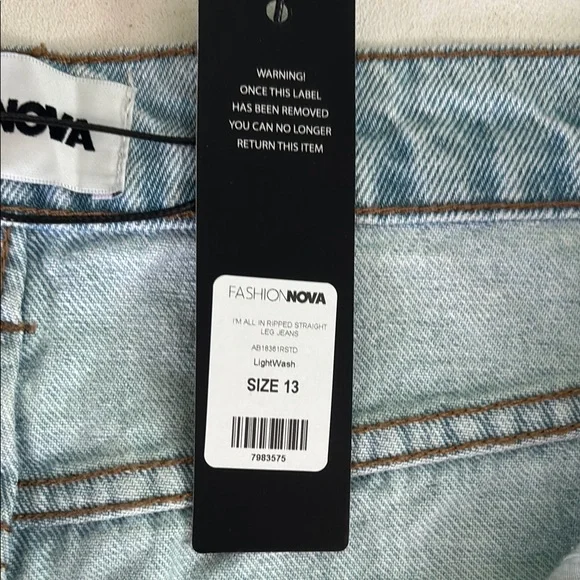 NOVA
WARNING!
ONCE THIS LABEL
HAS BEEN REMOVED
YOU CAN NO LONGER
RETURN THIS ITEM
FASHIONNOVA
I'M ALL IN RIPPED STRAIGHT
LEG JEANS
AB18361RSTD
LightWash
SIZE 13
7983575